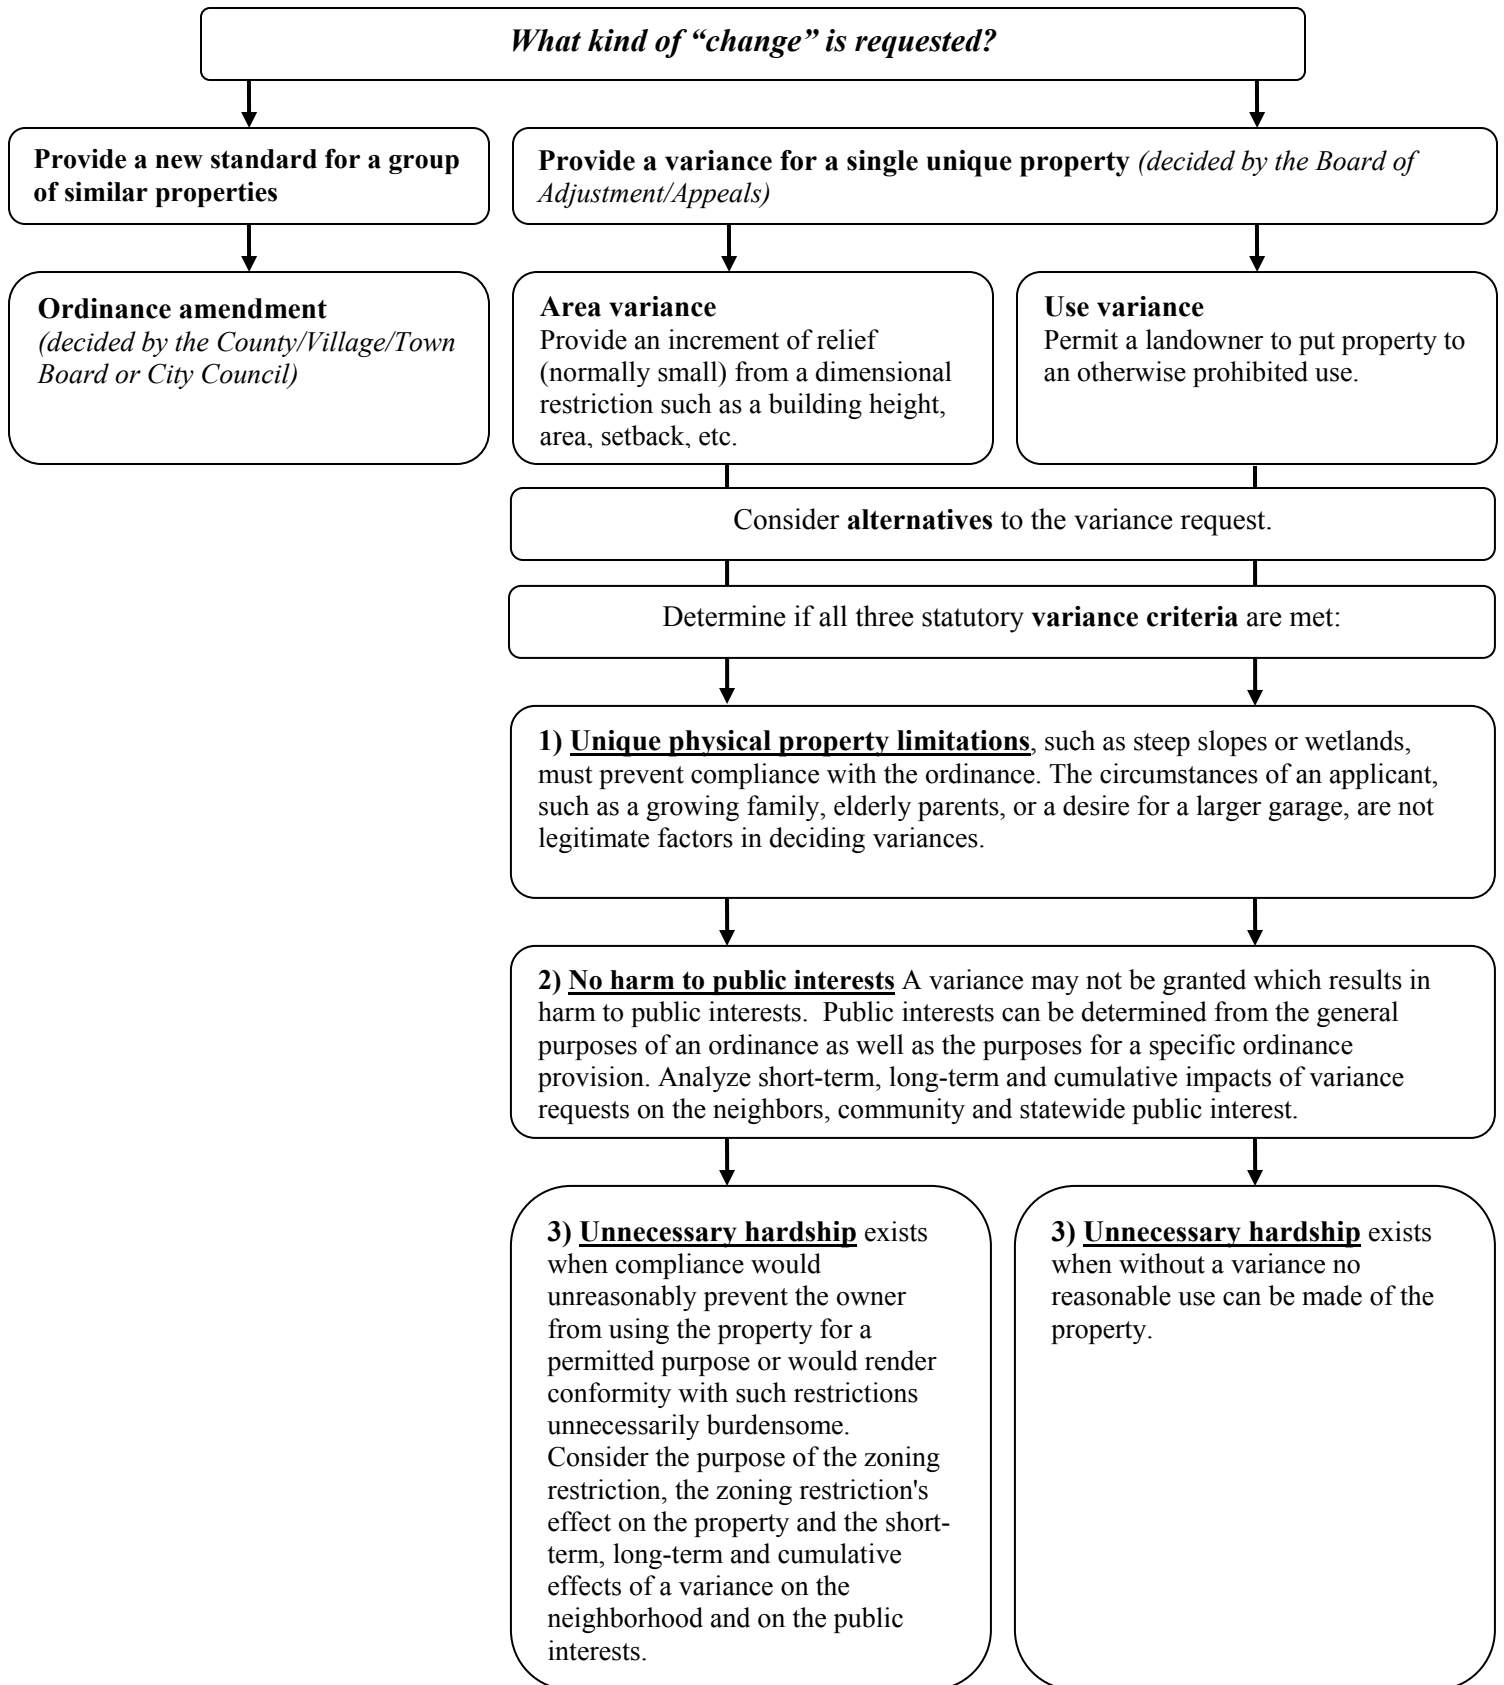 What kind of “change” is requested?
Provide a new standard for a group
of similar properties
Provide a variance for a single unique property (decided by the Board of
Adjustment/Appeals)
Ordinance amendment
(decided by the County/Village/Town
Board or City Council)
Area variance
Provide an increment of relief
(normally small) from a dimensional
restriction such as a building height,
area, setback, etc.
Use variance
Permit a landowner to put property to
an otherwise prohibited use.
Consider alternatives to the variance request.
Determine if all three statutory variance criteria are met:
1) Unique physical property limitations, such as steep slopes or wetlands,
must prevent compliance with the ordinance. The circumstances of an applicant,
such as a growing family, elderly parents, or a desire for a larger garage, are not
legitimate factors in deciding variances.
2) No harm to public interests A variance may not be granted which results in
harm to public interests.  Public interests can be determined from the general
purposes of an ordinance as well as the purposes for a specific ordinance
provision. Analyze short-term, long-term and cumulative impacts of variance
requests on the neighbors, community and statewide public interest.
3) Unnecessary hardship exists
when compliance would
unreasonably prevent the owner
from using the property for a
permitted purpose or would render
conformity with such restrictions
unnecessarily burdensome.
Consider the purpose of the zoning
restriction, the zoning restriction's
effect on the property and the short-
term, long-term and cumulative
effects of a variance on the
neighborhood and on the public
interests.
3) Unnecessary hardship exists
when without a variance no
reasonable use can be made of the
property.